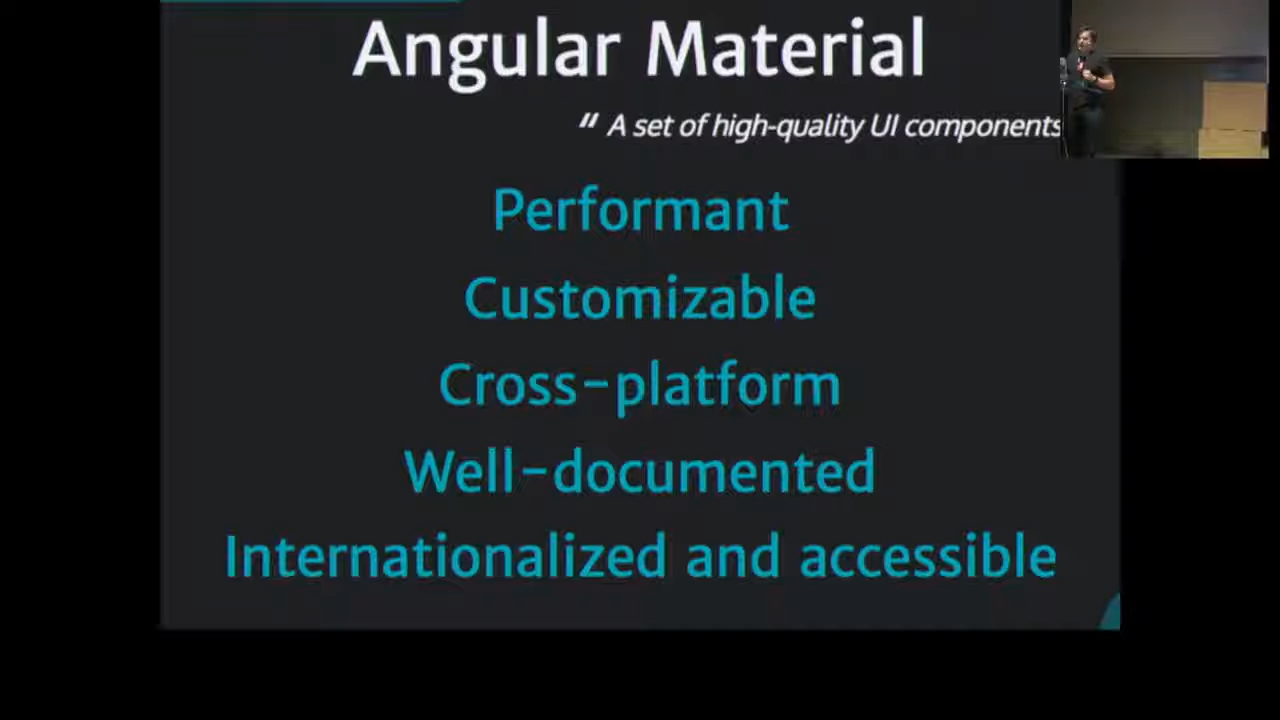 Angular Material
“ A set of high-quality UI components
Performant
Customizable
Cross-platform
Well-documented
Internationalized and accessible